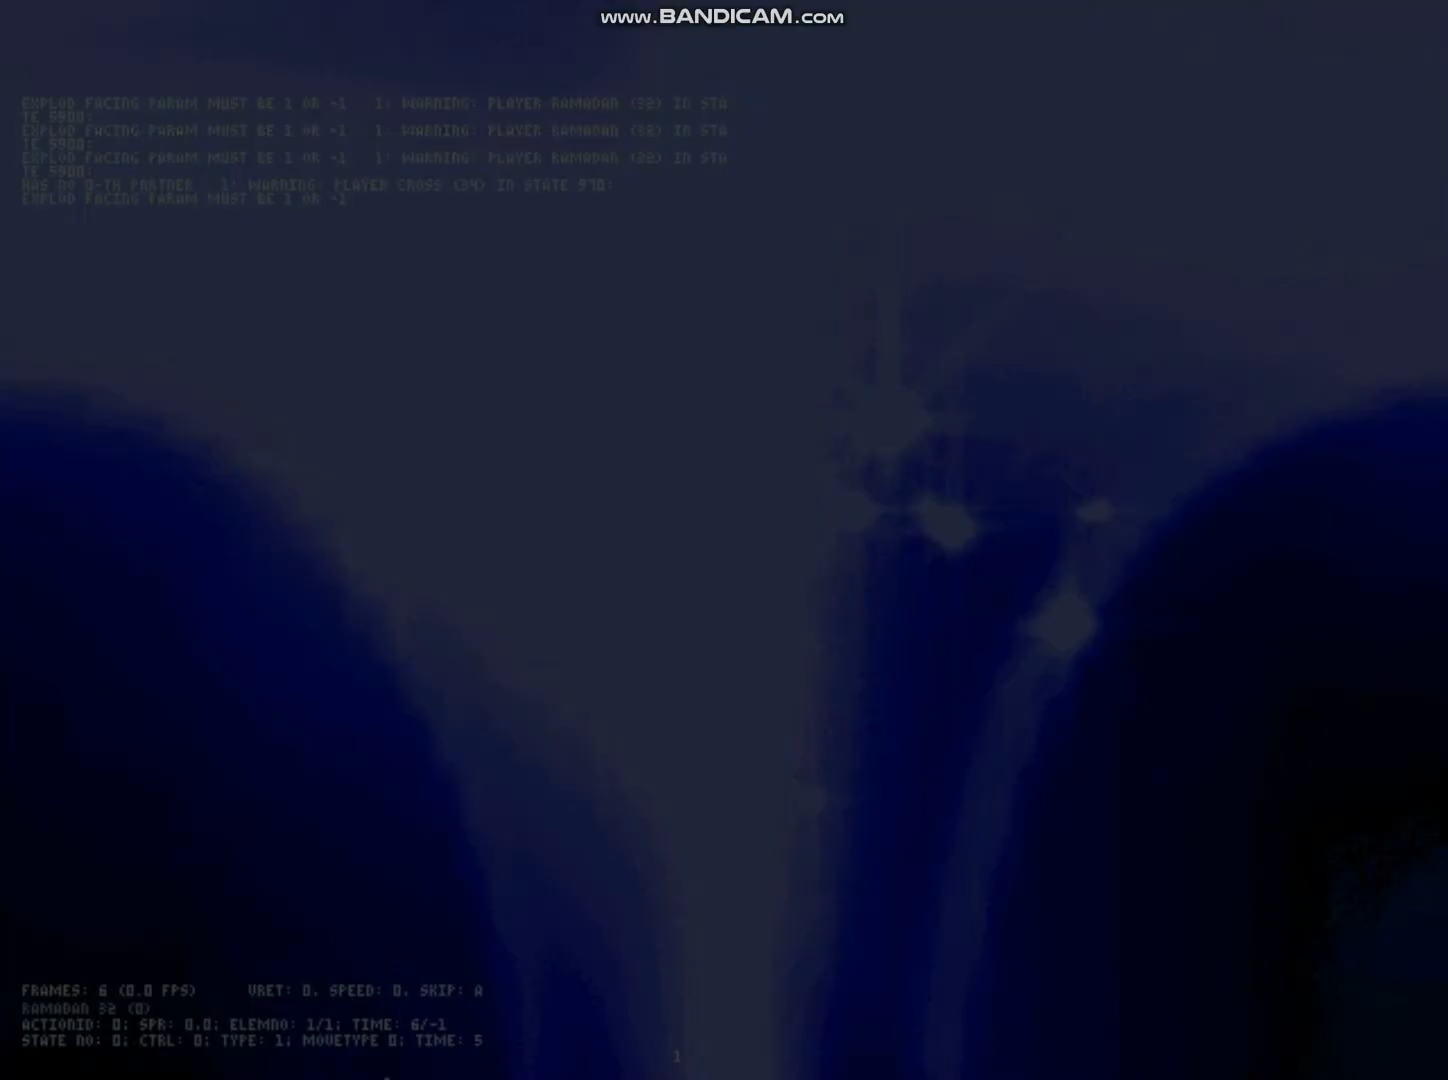 www.BANDICAM.com
EXPLOD FACING PARAM MUST BE 1 OR -1   1: WARNING: PLAYER RAMADAN (32) IN STA
TE 5900:
EXPLOD FACING PARAM MUST BE 1 OR -1   1: WARNING: PLAYER RAMADAN (32) IN STA
TE 5900:
EXPLOD FACING PARAM MUST BE 1 OR -1   1: WARNING: PLAYER RAMADAN (32) IN STA
TE 5900:
HAS NO 0-TH PARTNER   1: WARNING: PLAYER CROSS (34) IN STATE 970:
EXPLOD FACING PARAM MUST BE 1 OR -1
FRAMES: 6 (0.0 FPS)      VRET: 0. SPEED: 0. SKIP: A
RAMADAN 32 (0)
ACTIONID: 0; SPR: 0,0; ELEMNO: 1/1; TIME: 6/-1
STATE NO: 0; CTRL: 0; TYPE: 1; MOVETYPE 0; TIME: 5
1